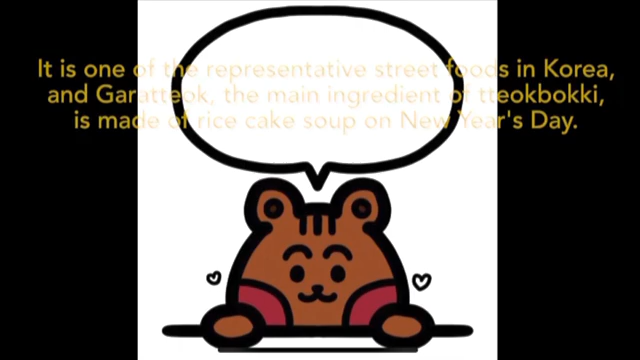 It is one of the representative street foods in Korea,
and Garatteok, the main ingredient of tteokbokki,
is made of rice cake soup on New Year's Day.